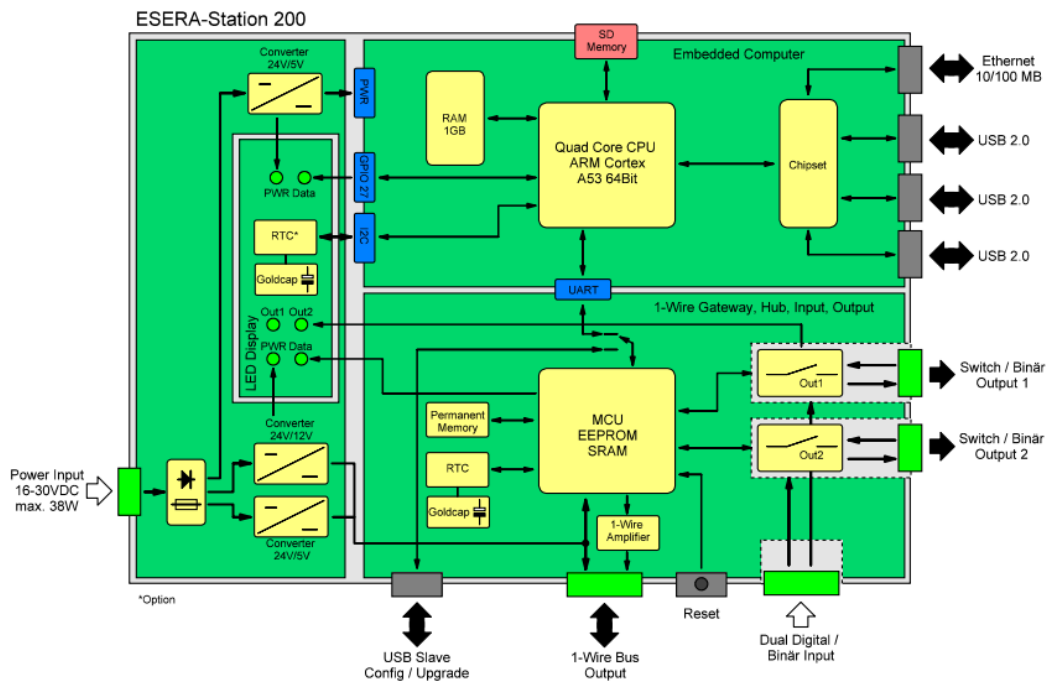 ESERA-Station 200
Converter
24V/5V
PWR
SD
Memory
Embedded Computer
RAM
1GB
Quad Core CPU
ARM Cortex
A53 64Bit
Chipset
Ethernet
10/100 MB
USB 2.0
USB 2.0
USB 2.0
GPIO 27
I2C
PWR Data
RTC*
Goldcap
Out1 Out2
PWR Data
LED Display
UART
1-Wire Gateway, Hub, Input, Output
Out1
Switch / Binär
Output 1
Out2
Switch / Binär
Output 2
MCU
EEPROM
SRAM
Permanent
Memory
RTC
Goldcap
1-Wire
Amplifier
Converter
24V/12V
Power Input
16-30VDC
max. 38W
Converter
24V/5V
*Option
USB Slave
Config / Upgrade
1-Wire Bus
Output
Reset
Dual Digital /
Binär Input